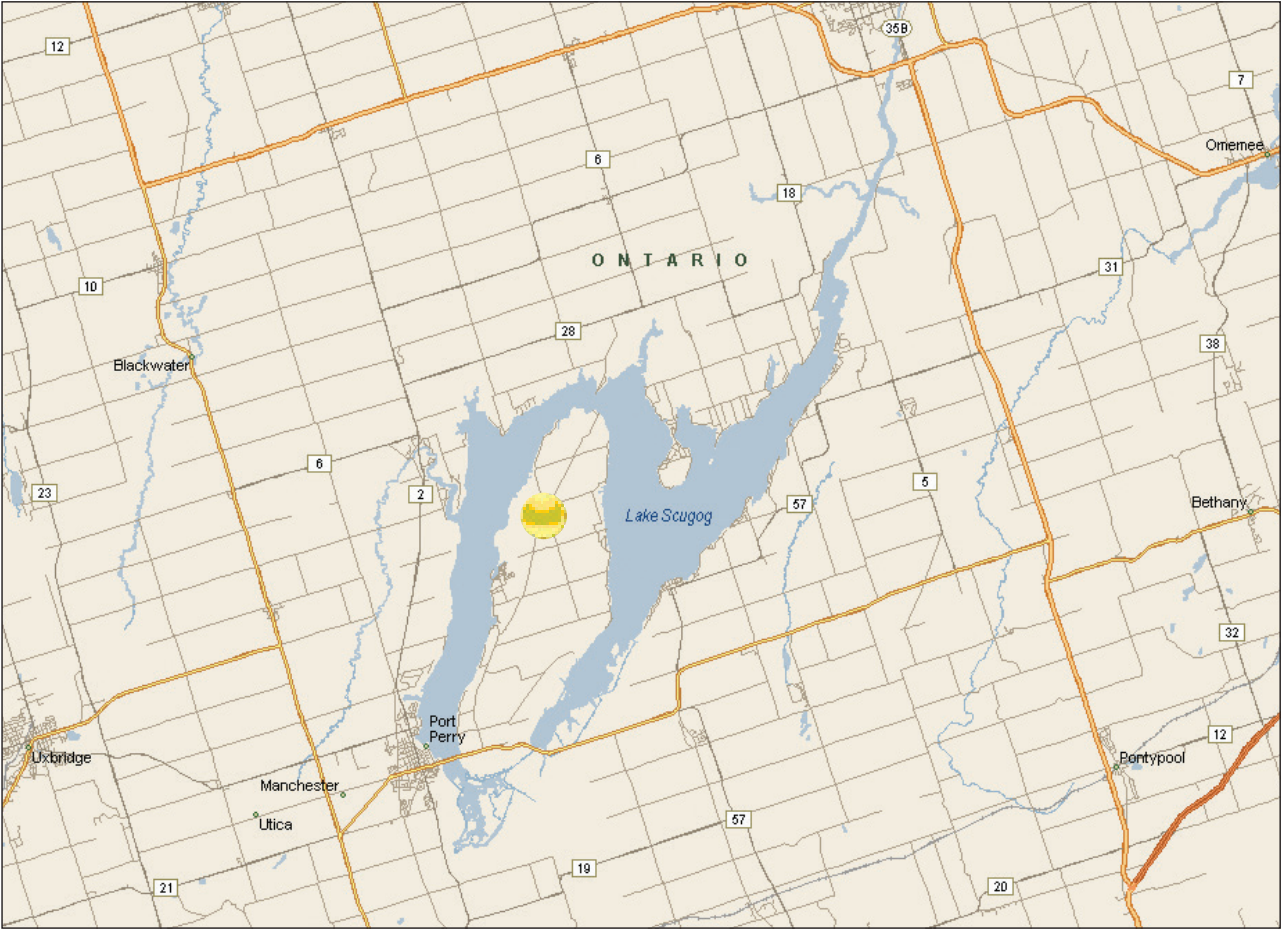 35B
12
7
Omemee
6
18
ONTARIO
31
10
28
38
Blackwater
6
2
23
5
57
Bethany
Lake Scugog
32
Port
Perry
12
Uxbridge
Pontypool
Manchester
Utica
57
19
21
20